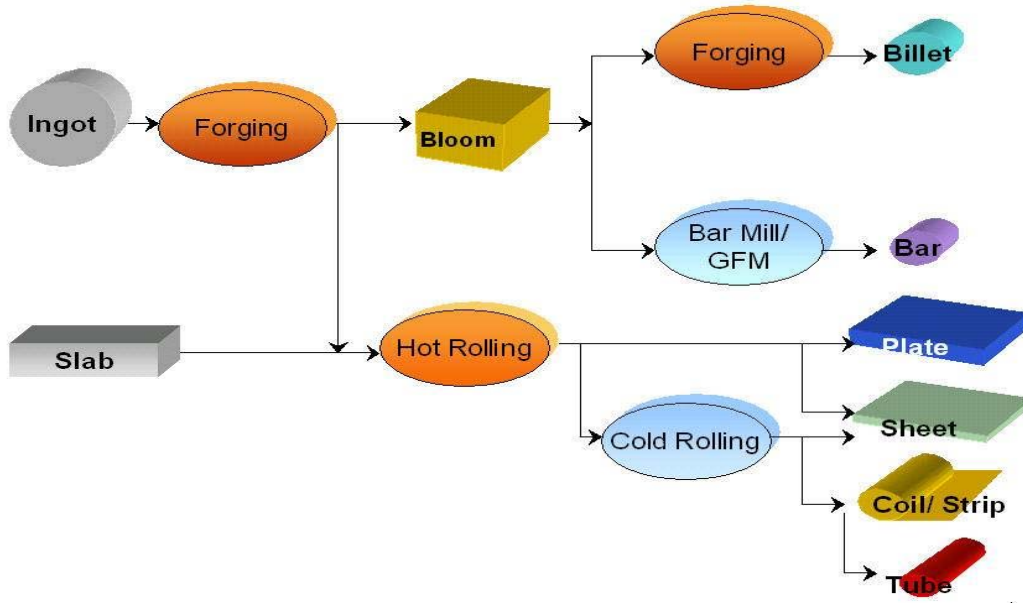 Forging
Billet
Ingot
Forging
Bloom
Bar Mill/
GFM
Bar
Slab
Hot Rolling
Plate
Cold Rolling
Sheet
Coil/ Strip
Tube